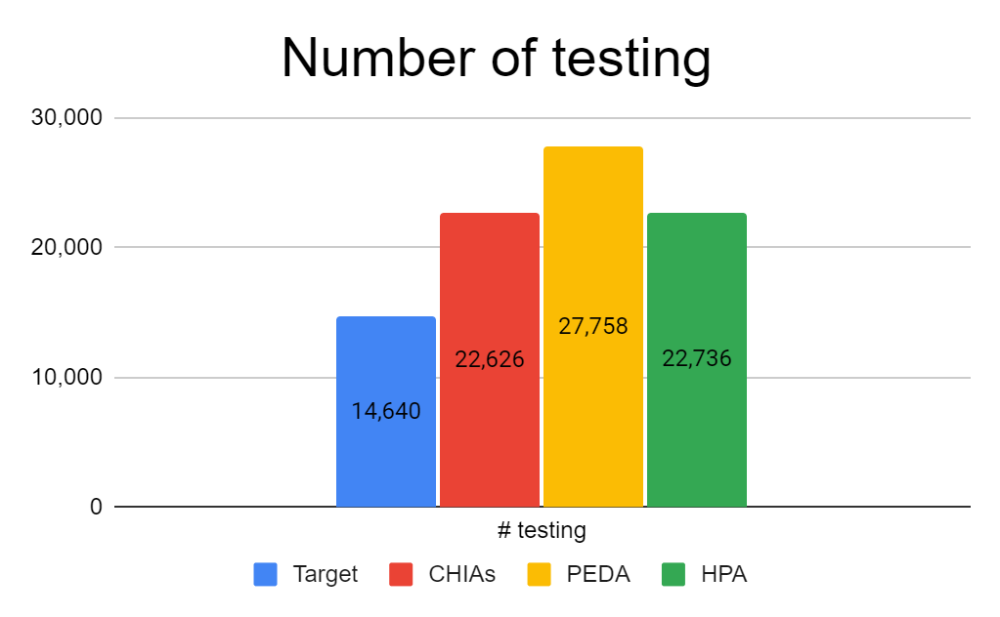 Number of testing
30,000
20,000
10,000
0
14,640
22,626
27,758
22,736
# testing
Target
CHIAs
PEDA
HPA